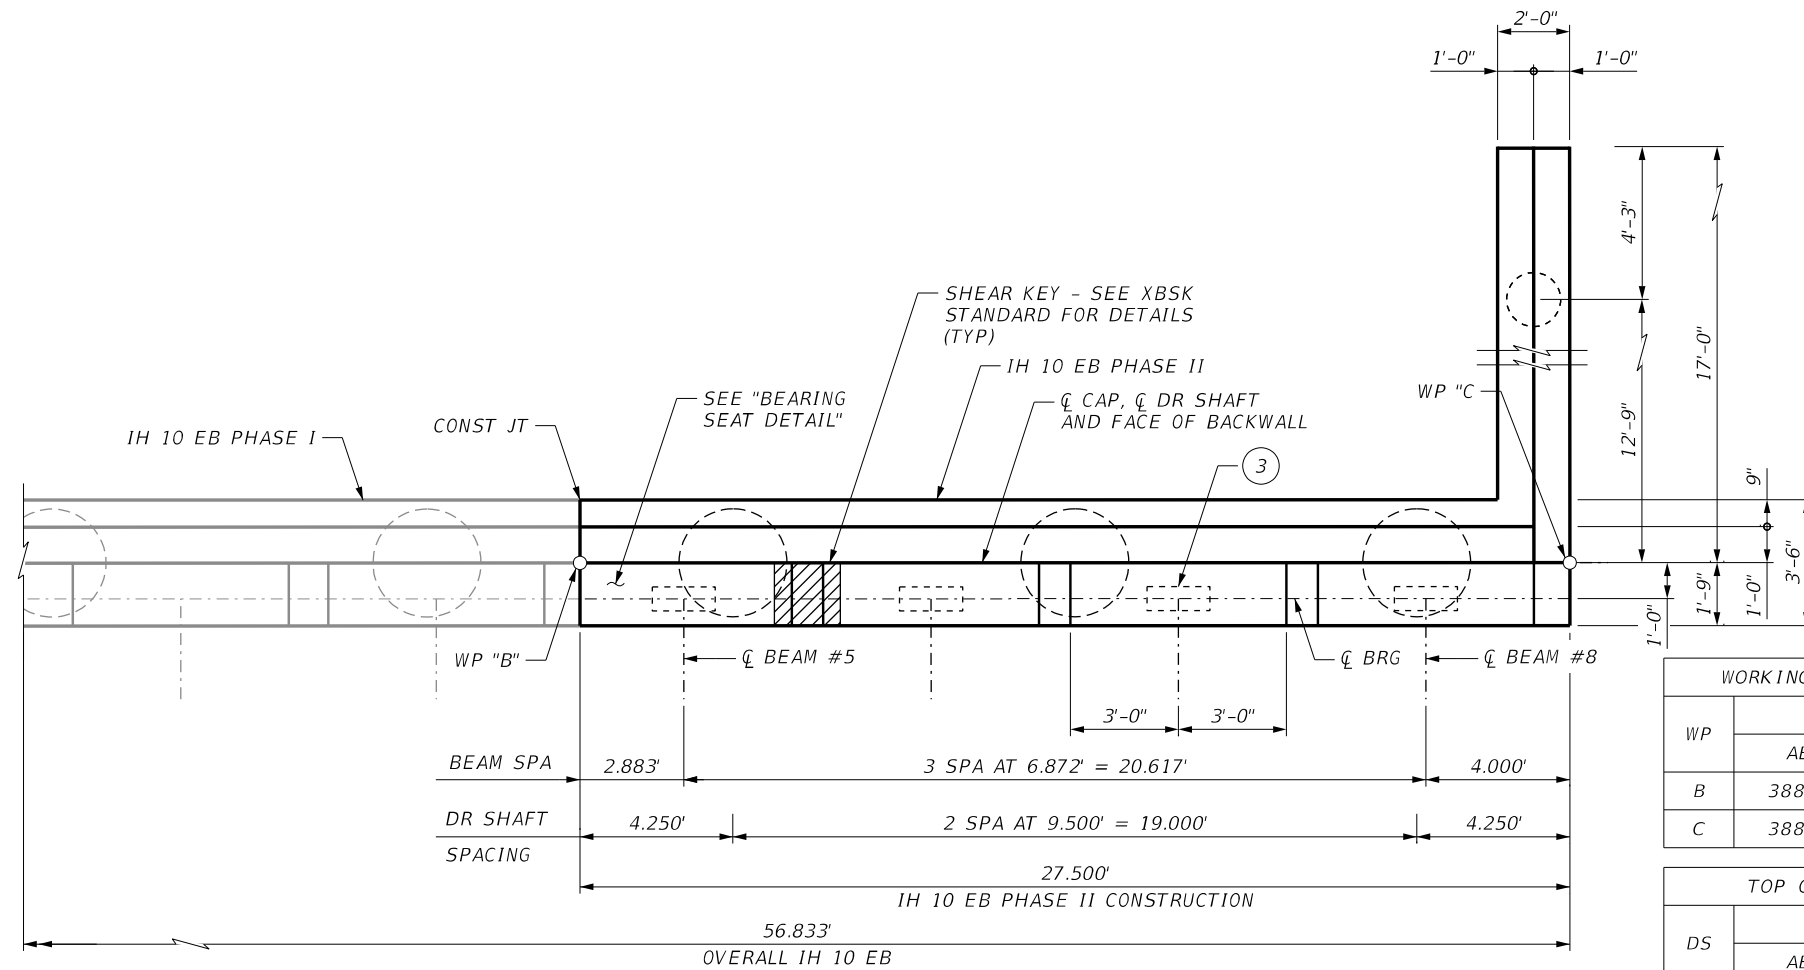 2'-0"
1'-0"
1'-0"
4'-3"
17'-0"
SHEAR KEY - SEE XBSK
STANDARD FOR DETAILS
(TYP)
IH 10 EB PHASE II
SEE "BEARING
SEAT DETAIL"
℄ CAP, ℄ DR SHAFT
AND FACE OF BACKWALL
WP "C
CONST JT
IH 10 EB PHASE I
12'-9"
3
9"
3'-6"
1'-9"
1'-0"
1'-0"
WP "B"
℄ BEAM #5
℄ BRG
℄ BEAM #8
3'-0"
3'-0"
BEAM SPA
2.883'
3 SPA AT 6.872' = 20.617'
4.000'
DR SHAFT
SPACING
4.250'
2 SPA AT 9.500' = 19.000'
4.250'
27.500'
IH 10 EB PHASE II CONSTRUCTION
56.833'
OVERALL IH 10 EB
WORKING
WP
B
388
C
388
TOP
DS